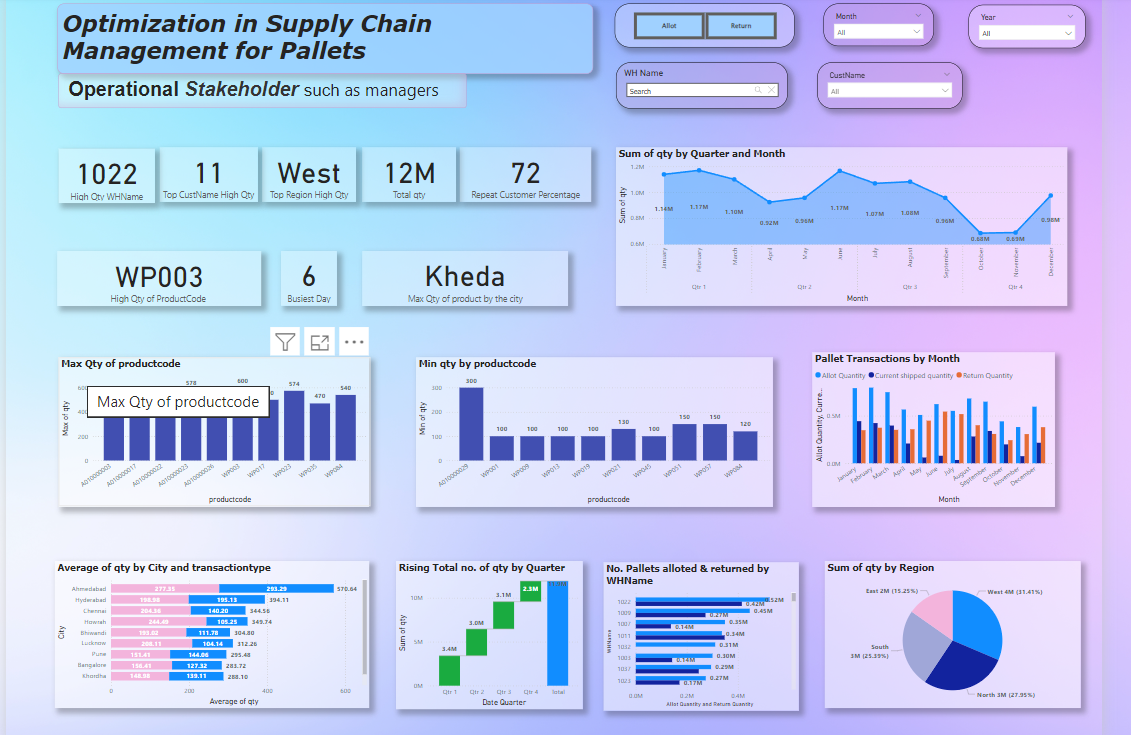 Optimization in Supply Chain
Management for Pallets
Operational Stakeholder such as managers
Allot
Return
Month
All
Year
All
WH Name
Search
CustName
All
1022
High Qty WHName
11
Top CustName High Qty
West
Top Region High Qty
12M
Total qty
72
Repeat Customer Percentage
WP003
High Qty of ProductCode
6
Busiest Day
Kheda
Max Qty of product by the city
Sum of qty by Quarter and Month
Sum of qty
1.2M
1.0M
0.8M
0.6M
1.14M
1.17M
1.10M
0.92M
0.96M
1.17M
1.07M
1.08M
0.96M
0.68M
0.69M
0.98M
January
February
March
April
May
June
July
August
September
October
November
December
Qtr 1
Qtr 2
Qtr 3
Qtr 4
Month
Max Qty of productcode
Max of qty
200
0
578
600
574
470
540
Max Qty of productcode
A010000003
A010000017
A010000022
A010000023
A010000026
WP003
WP017
WP023
WP035
WP084
productcode
Min qty by productcode
Min of qty
300
200
100
0
300
100
100
100
100
130
100
150
150
120
A010000029
WP001
WP009
WP013
WP019
WP021
WP045
WP051
WP057
WP084
productcode
Pallet Transactions by Month
Allot Quantity
Current shipped quantity
Return Quantity
Allot Quantity, Curre...
0.5M
0.0M
January
February
March
April
May
June
July
August
September
October
November
December
Month
Average of qty by City and transactiontype
City
Ahmedabad 277.35 293.29 570.64
Hyderabad 198.98 195.13 394.11
Chennai 204.36 140.20 344.56
Howrah 244.49 105.25 349.74
Bhiwandi 193.02 111.78 304.80
Lucknow 208.11 104.14 312.26
Pune 151.41 144.06 295.48
Bangalore 156.41 127.32 283.72
Khordha 148.99 139.11 288.10
0 200 400 600
Average of qty
Rising Total no. of qty by Quarter
Sum of qty
10M
5M
0M
3.4M
3.0M
3.1M
2.3M
Qtr 1
Qtr 2
Qtr 3
Qtr 4
Total
Date Quarter
No. Pallets alloted & returned by
WHName
WHName
1022 0.52M 0.42M
1009 0.45M 0.27M
1007 0.35M 0.14M
1011 0.34M
1032 0.31M
1003 0.30M 0.14M
1037 0.29M
1023 0.27M 0.17M
0.0M 0.2M 0.4M
Allot Quantity and Return Quantity
Sum of qty by Region
East 2M (15.25%)
West 4M (31.41%)
South
3M (25.39%)
North 3M (27.95%)